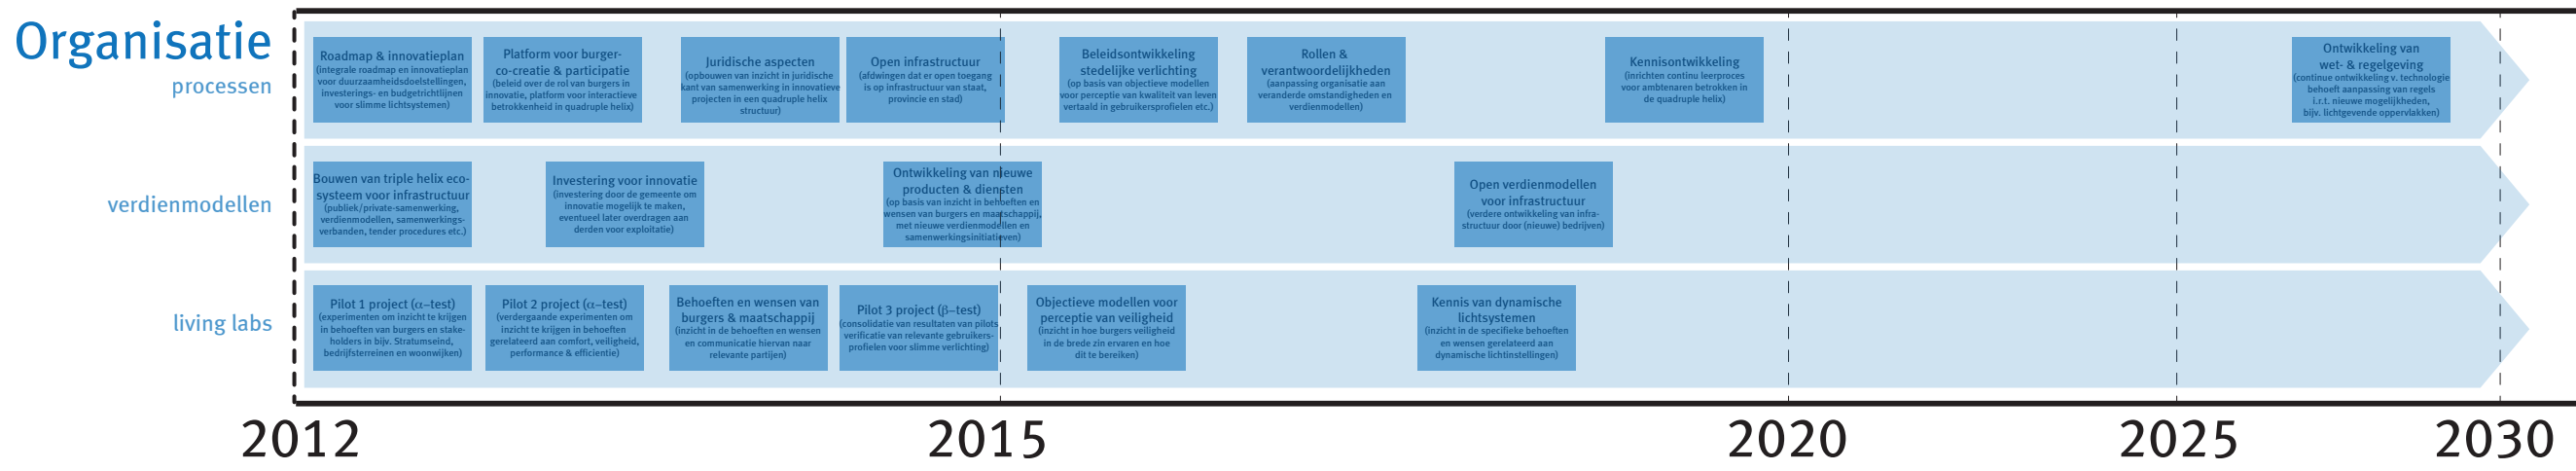 Organisatie
processen
Roadmap & innovatieplan
(integrale roadmap en innovatieplan
voor duurzaamheidsdoelstellingen,
investerings- en budgetrichtlijnen
voor slimme lichtsystemen)
Platform voor burger-
co-creatie & participatie
(beleid over de rol van burgers in
innovatie, platform voor interactieve
betrokkenheid in quadruple helix)
Juridische aspecten
(opbouwen van inzicht in juridische
kant van samenwerking in innovatieve
projecten in een quadruple helix
structuur)
Open infrastructuur
(afdwingen dat er open toegang
is op infrastructuur van staat,
provincie en stad)
Beleidsontwikkeling
stedelijke verlichting
(op basis van objectieve modellen
voor perceptie van kwaliteit van leven
vertaald in gebruikersprofielen etc.)
Rollen &
verantwoordelijkheden
(aanpassing organisatie aan
veranderde omstandigheden en
verdienmodellen)
Kennisontwikkeling
(inrichten continu leerproces
voor ambtenaren betrokken in
de quadruple helix)
Ontwikkeling van
wet- & regelgeving
(continue ontwikkeling v. technologie
behoeft aanpassing van regels
i.r.t. nieuwe mogelijkheden,
bijv. lichtgevende oppervlakken)
verdienmodellen
Bouwen van triple helix eco-
systeem voor infrastructuur
(publiek/private-samenwerking,
verdienmodellen, samenwerkings-
verbanden, tender procedures etc.)
Investering voor innovatie
(investering door de gemeente om
innovatie mogelijk te maken,
eventueel later overdragen aan
derden voor exploitatie)
Ontwikkeling van nieuwe
producten & diensten
(op basis van inzicht in behoeften en
wensen van burgers en maatschappij,
met nieuwe verdienmodellen en
samenwerkingsinitiatieven)
Open verdienmodellen
voor infrastructuur
(verdere ontwikkeling van infra-
structuur door (nieuwe) bedrijven)
living labs
Pilot 1 project (α–test)
(experimenten om inzicht te krijgen
in behoeften van burgers en stake-
holders in bijv. Stratumseind,
bedrijfsterreinen en woonwijken)
Pilot 2 project (α–test)
(verdergaande experimenten om
inzicht te krijgen in behoeften
gerelateerd aan comfort, veiligheid,
performance & efficientie)
Behoeften en wensen van
burgers & maatschappij
(inzicht in de behoeften en wensen
en communicatie hiervan naar
relevante partijen)
Pilot 3 project (β–test)
(consolidatie van resultaten van pilots
verificatie van relevante gebruikers-
profielen voor slimme verlichting)
Objectieve modellen voor
perceptie van veiligheid
(inzicht in hoe burgers veiligheid
in de brede zin ervaren en hoe
dit te bereiken)
Kennis van dynamische
lichtsystemen
(inzicht in de specifieke behoeften
en wensen gerelateerd aan
dynamische lichtinstellingen)
2012
2015
2020
2025
2030